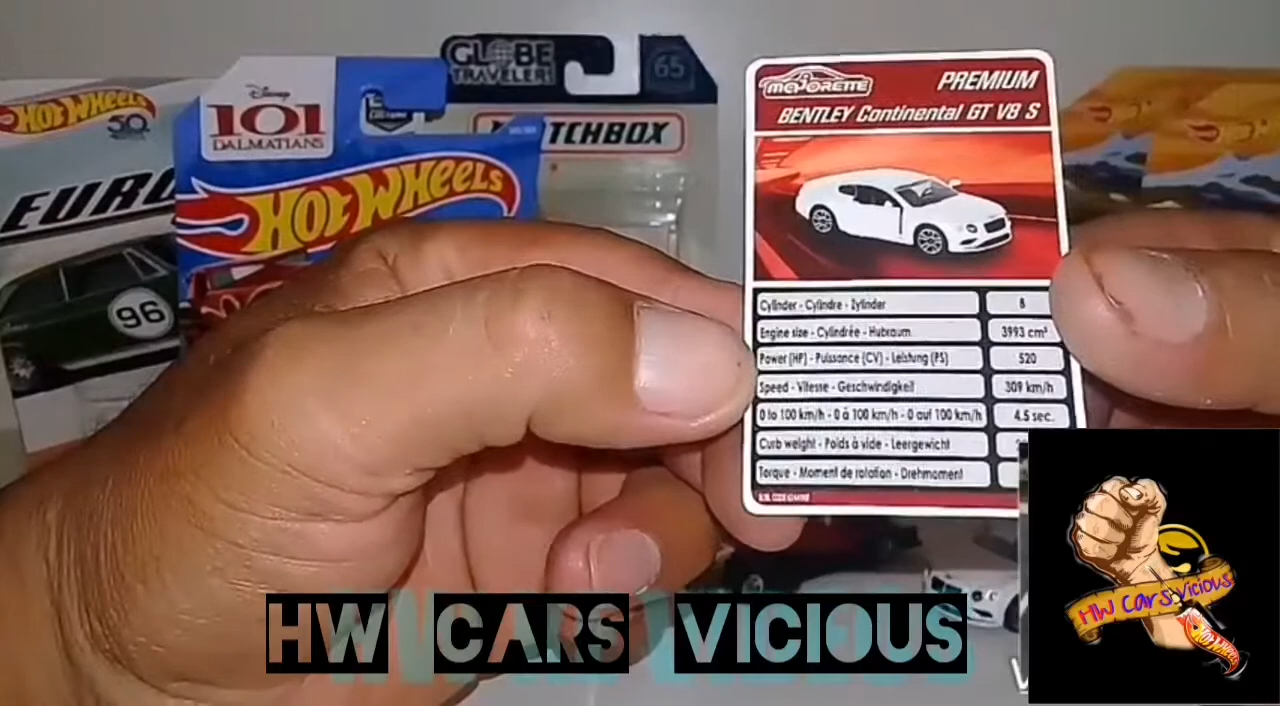 HOT WHEELS
50
EURO
96
Disney
101
DALMATIANS
HOT WHEELS
GLOBE
TRAVELER!
65
MATCHBOX
MAJORETTE
PREMIUM
BENTLEY Continental GT V8 S
Cylinder - Cylindre - Zylinder 8
Engine size - Cylindrée - Hubraum 3993 cm³
Power (HP) - Puissance (CV) - Leistung (PS) 520
Speed - Vitesse - Geschwindigkeit 309 km/h
0 to 100 km/h - 0 à 100 km/h - 0 auf 100 km/h 4.5 sec.
Curb weight - Poids à vide - Leergewicht
Torque - Moment de rotation - Drehmoment
HW CARS VICIOUS
HW Cars Vicious
HOT WHEELS